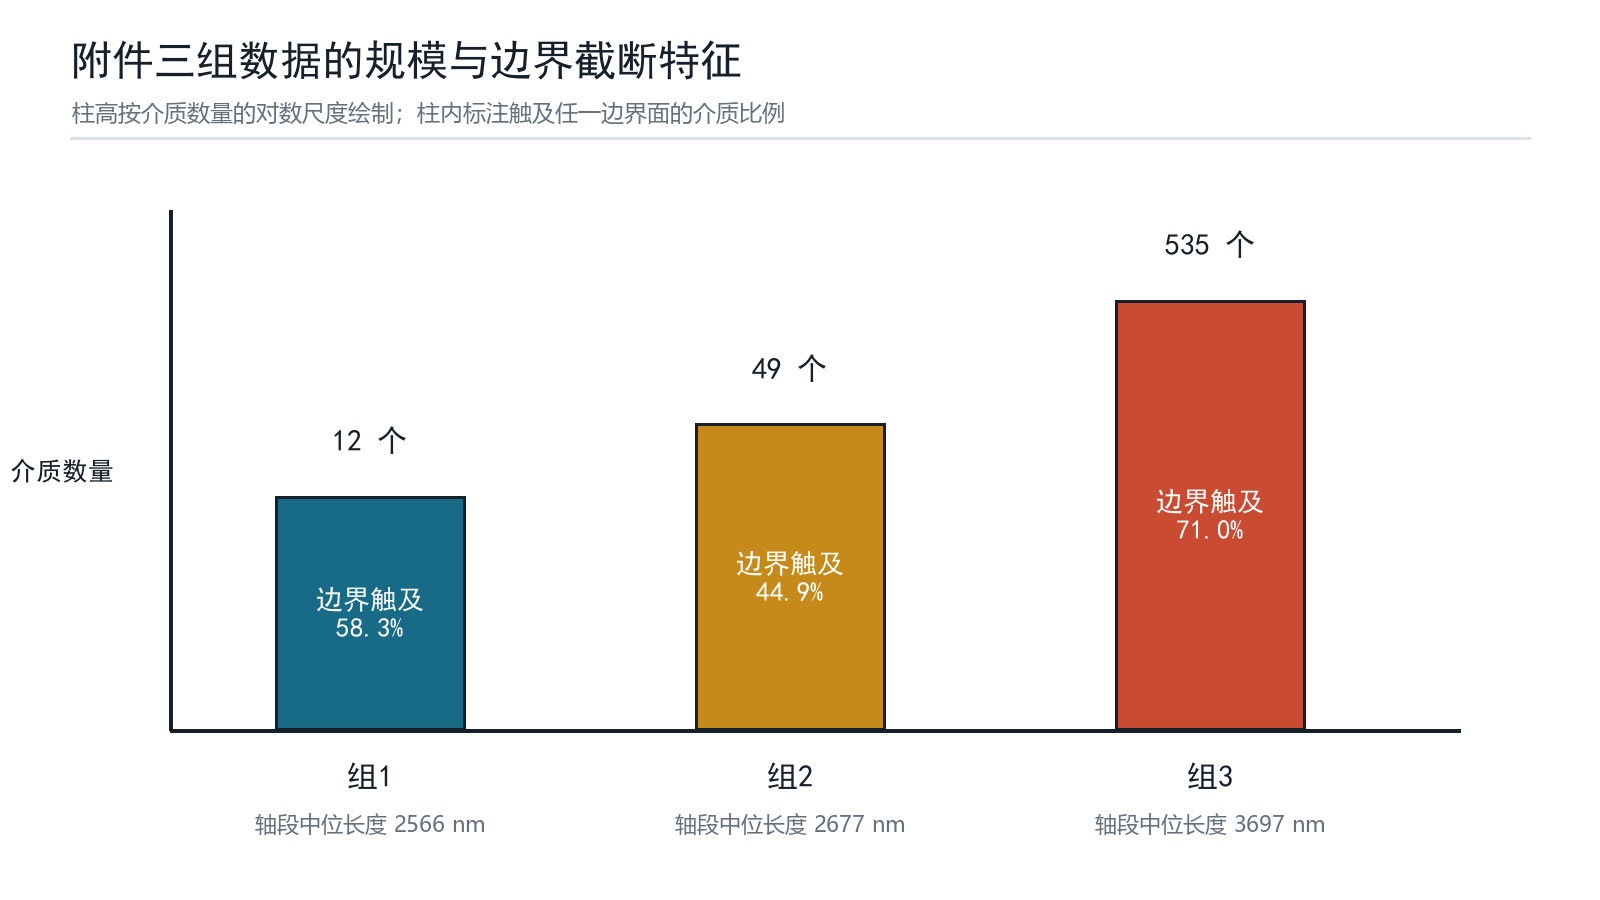 附件三组数据的规模与边界截断特征
柱高按介质数量的对数尺度绘制；柱内标注触及任一边界面的介质比例
535 个
49 个
12 个
介质数量
边界触及
71.0%
边界触及
44.9%
边界触及
58.3%
组1
组2
组3
轴段中位长度 2566 nm
轴段中位长度 2677 nm
轴段中位长度 3697 nm